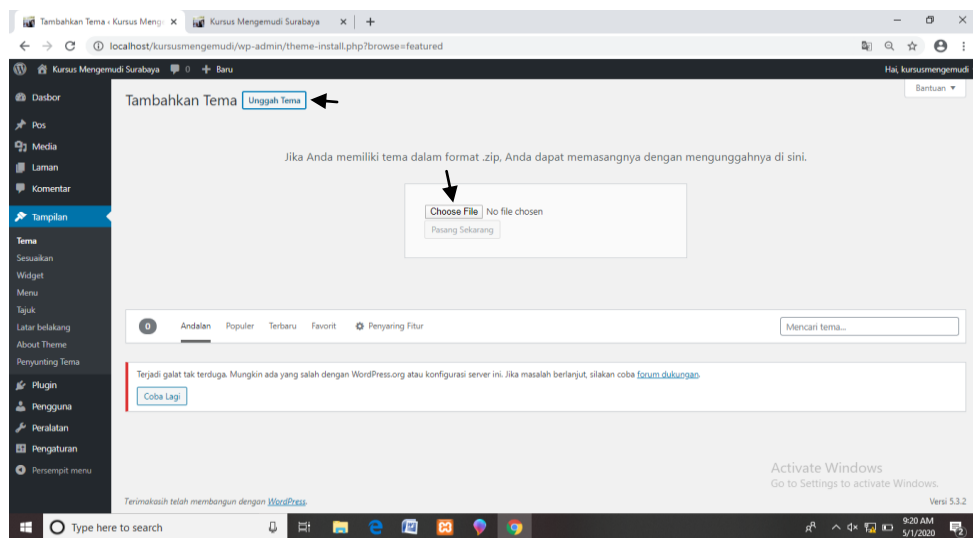 Tambahkan Tema ‹ Kursus Meng
Kursus Mengemudi Surabaya
localhost/kursusmengemudi/wp-admin/theme-install.php?browse=featured
Kursus Mengemudi Surabaya 0 + Baru
Hai, kursusmengemudi
Bantuan ▼
Dasbor
Pos
Media
Laman
Komentar
Tampilan
Tema
Sesuaikan
Widget
Menu
Tajuk
Latar belakang
About Theme
Penyunting Tema
Plugin
Pengguna
Peralatan
Pengaturan
Persempit menu
Tambahkan Tema Unggah Tema
Jika Anda memiliki tema dalam format .zip, Anda dapat memasangnya dengan mengunggahnya di sini.
Choose File No file chosen
Pasang Sekarang
0 Andalan Populer Terbaru Favorit Penyaring Fitur
Mencari tema...
Terjadi galat tak terduga. Mungkin ada yang salah dengan WordPress.org atau konfigurasi server ini. Jika masalah berlanjut, silakan coba forum dukungan.
Coba Lagi
Activate Windows
Go to Settings to activate Windows.
Terimakasih telah membangun dengan WordPress.
Versi 5.3.2
Type here to search
9:20 AM
5/1/2020
2